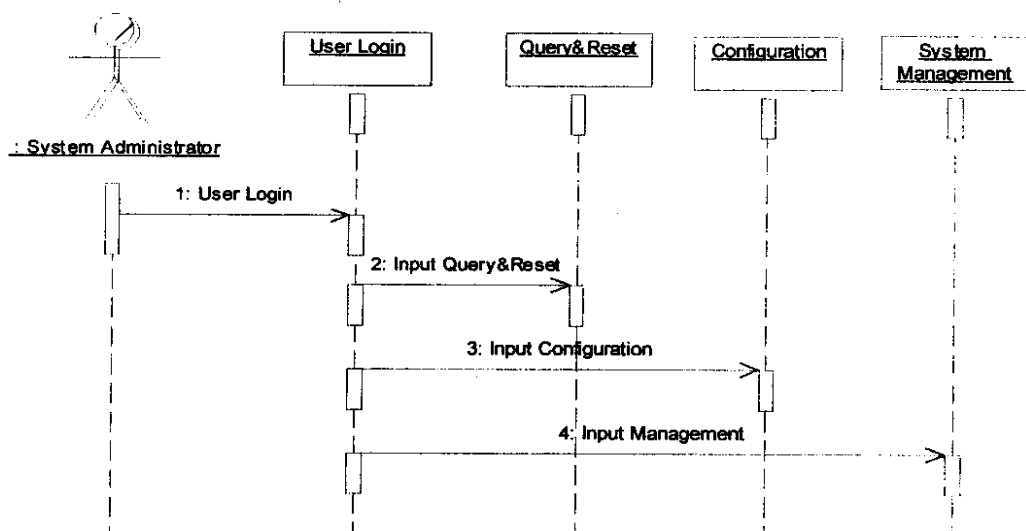 User Login
Query&Reset
Configuration
System
Management
: System Administrator
1: User Login
2: Input Query&Reset
3: Input Configuration
4: Input Management